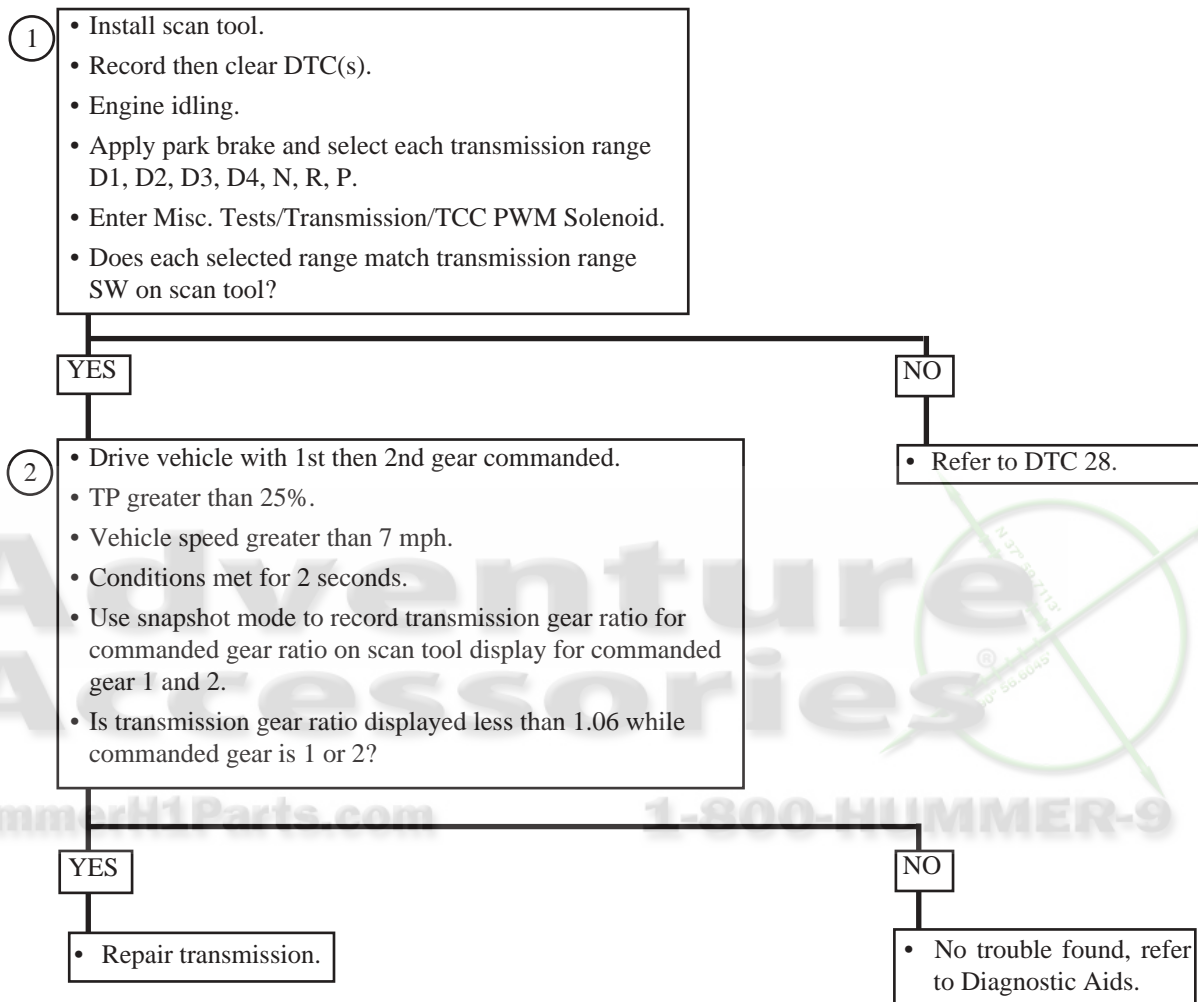 1
• Install scan tool.
• Record then clear DTC(s).
• Engine idling.
• Apply park brake and select each transmission range
D1, D2, D3, D4, N, R, P.
• Enter Misc. Tests/Transmission/TCC PWM Solenoid.
• Does each selected range match transmission range
SW on scan tool?
YES
NO
2
• Drive vehicle with 1st then 2nd gear commanded.
• TP greater than 25%.
• Vehicle speed greater than 7 mph.
• Conditions met for 2 seconds.
• Use snapshot mode to record transmission gear ratio for
commanded gear ratio on scan tool display for commanded
gear 1 and 2.
• Is transmission gear ratio displayed less than 1.06 while
commanded gear is 1 or 2?
• Refer to DTC 28.
Adventure
Accessories®
N 37° 59.7113'
56.6045'
mmerH1Parts.com
1-800-HUMMER-9
YES
NO
• Repair transmission.
• No trouble found, refer
to Diagnostic Aids.